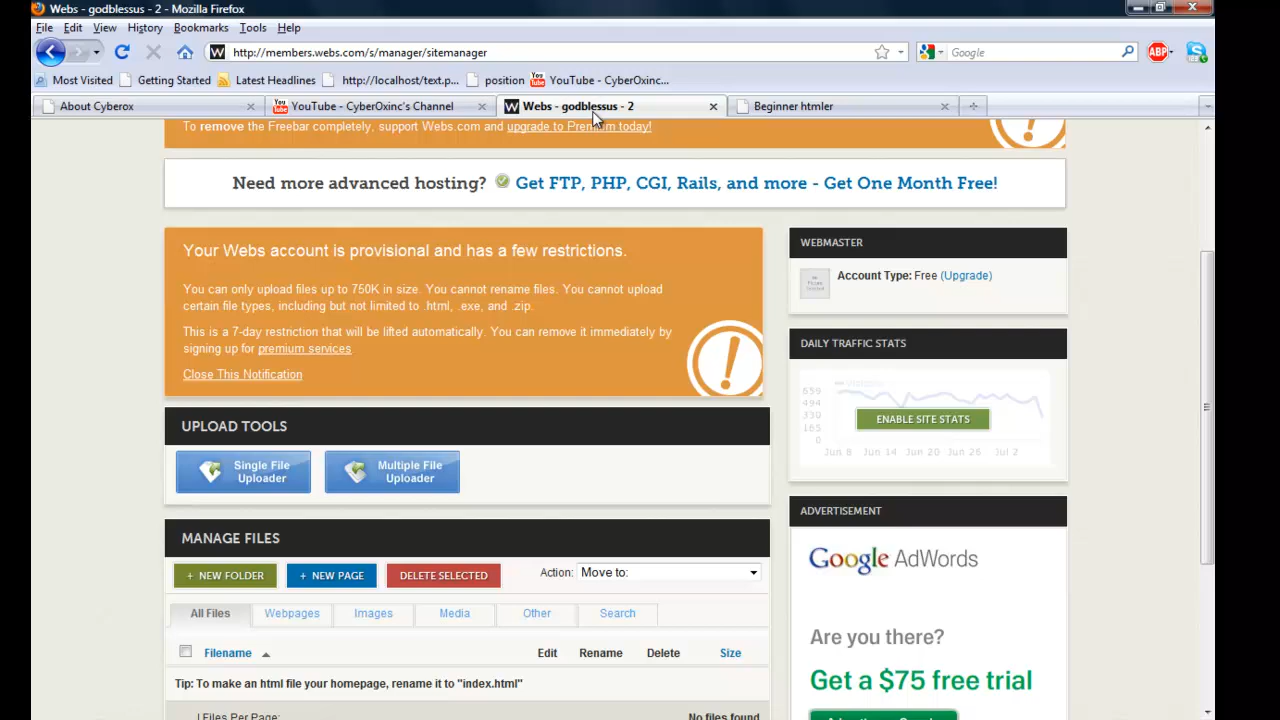 Webs - godblessus - 2 - Mozilla Firefox
File Edit View History Bookmarks Tools Help
W http://members.webs.com/s/manager/sitemanager Google ABP
Most Visited Getting Started Latest Headlines http://localhost/text.p... position YouTube - CyberOxinc...
About Cyberox YouTube - CyberOxinc's Channel W Webs - godblessus - 2 Beginner htmler
To remove the Freebar completely, support Webs.com and upgrade to Premium today!
Need more advanced hosting? Get FTP, PHP, CGI, Rails, and more - Get One Month Free!
Your Webs account is provisional and has a few restrictions.
You can only upload files up to 750K in size. You cannot rename files. You cannot upload
certain file types, including but not limited to .html, .exe, and .zip.
This is a 7-day restriction that will be lifted automatically. You can remove it immediately by
signing up for premium services.
Close This Notification
WEBMASTER
Account Type: Free (Upgrade)
DAILY TRAFFIC STATS
659
494
330
165
0
ENABLE SITE STATS
Jun 8 Jun 14 Jun 20 Jun 26 Jul 2
UPLOAD TOOLS
Single File
Uploader
Multiple File
Uploader
MANAGE FILES
+ NEW FOLDER + NEW PAGE DELETE SELECTED Action: Move to:
All Files Webpages Images Media Other Search
Filename Edit Rename Delete Size
Tip: To make an html file your homepage, rename it to "index.html"
Files Per Page: No files found
ADVERTISEMENT
Google AdWords
Are you there?
Get a $75 free trial